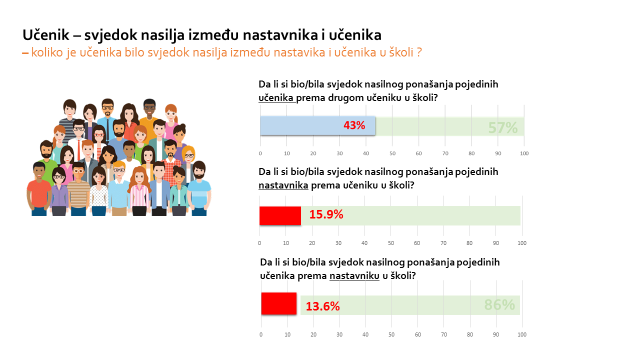 Učenik – svjedok nasilja između nastavnika i učenika
– koliko je učenika bilo svjedok nasilja između nastavika i učenika u školi ?
Da li si bio/bila svjedok nasilnog ponašanja pojedinih
učenika prema drugom učeniku u školi?
43%
57%
0 10 20 30 40 50 60 70 80 90 100
Da li si bio/bila svjedok nasilnog ponašanja pojedinih
nastavnika prema učeniku u školi?
15.9%
0 10 20 30 40 50 60 70 80 90 100
Da li si bio/bila svjedok nasilnog ponašanja pojedinih
učenika prema nastavniku u školi?
13.6%
86%
0 10 20 30 40 50 60 70 80 90 100